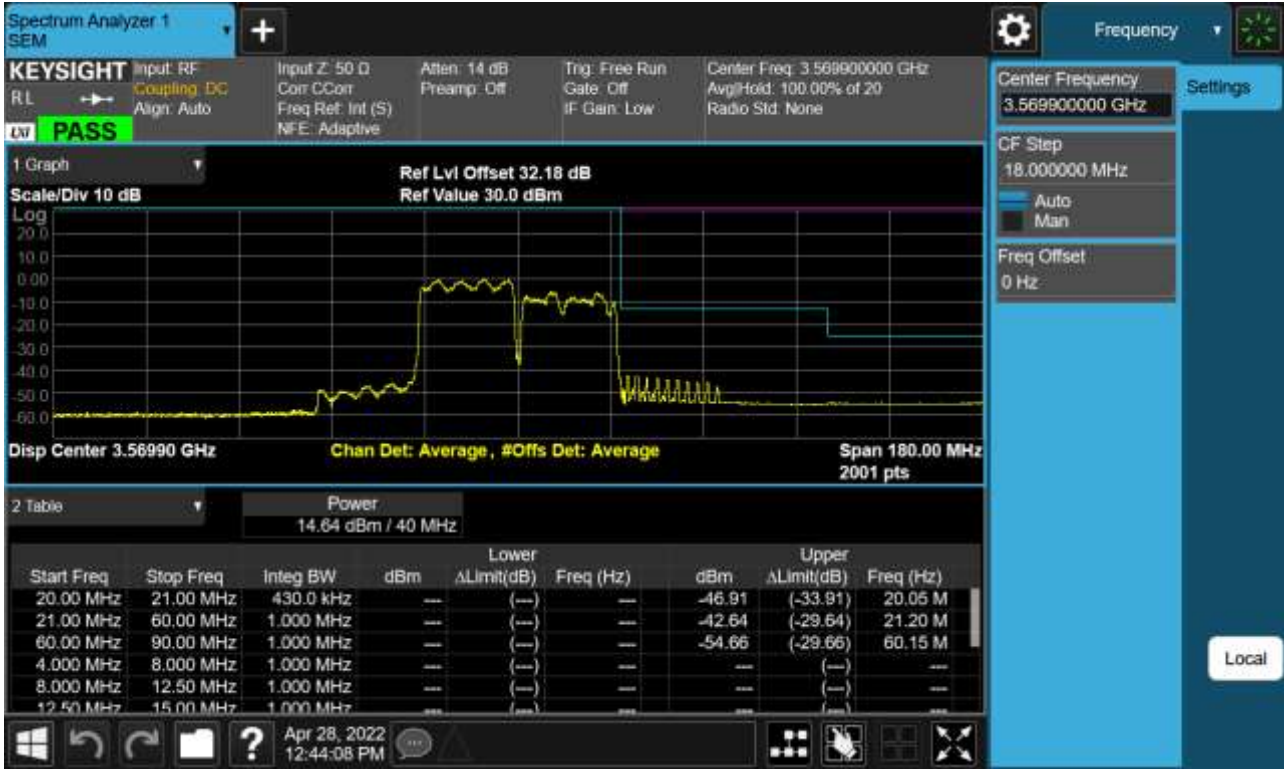 Spectrum Analyzer 1
SEM
Frequency
KEYSIGHT
RL
LXI
PASS
Input: RF
Coupling: DC
Align: Auto
Input Z: 50 Ω
Corr CCorr
Freq Ref: Int (S)
NFE: Adaptive
Atten: 14 dB
Preamp: Off
Trig: Free Run
Gate: Off
IF Gain: Low
Center Freq: 3.569900000 GHz
Avg|Hold: 100.00% of 20
Radio Std: None
Center Frequency
3.569900000 GHz
Settings
CF Step
18.000000 MHz
Auto
Man
Freq Offset
0 Hz
Local
1 Graph
Ref Lvl Offset 32.18 dB
Scale/Div 10 dB
Ref Value 30.0 dBm
Log
20.0
10.0
0.00
-10.0
-20.0
-30.0
-40.0
-50.0
-60.0
Disp Center 3.56990 GHz
Chan Det: Average, #Offs Det: Average
Span 180.00 MHz
2001 pts
2 Table
Power
14.64 dBm / 40 MHz
Lower Upper
Start Freq Stop Freq Integ BW dBm ΔLimit(dB) Freq (Hz) dBm ΔLimit(dB) Freq (Hz)
20.00 MHz 21.00 MHz 430.0 kHz --- (---) --- -46.91 (-33.91) 20.05 M
21.00 MHz 60.00 MHz 1.000 MHz --- (---) --- -42.64 (-29.64) 21.20 M
60.00 MHz 90.00 MHz 1.000 MHz --- (---) --- -54.66 (-29.66) 60.15 M
4.000 MHz 8.000 MHz 1.000 MHz --- (---) --- --- (---) ---
8.000 MHz 12.50 MHz 1.000 MHz --- (---) --- --- (---) ---
12.50 MHz 15.00 MHz 1.000 MHz --- (---) --- --- (---) ---
Apr 28, 2022
12:44:08 PM